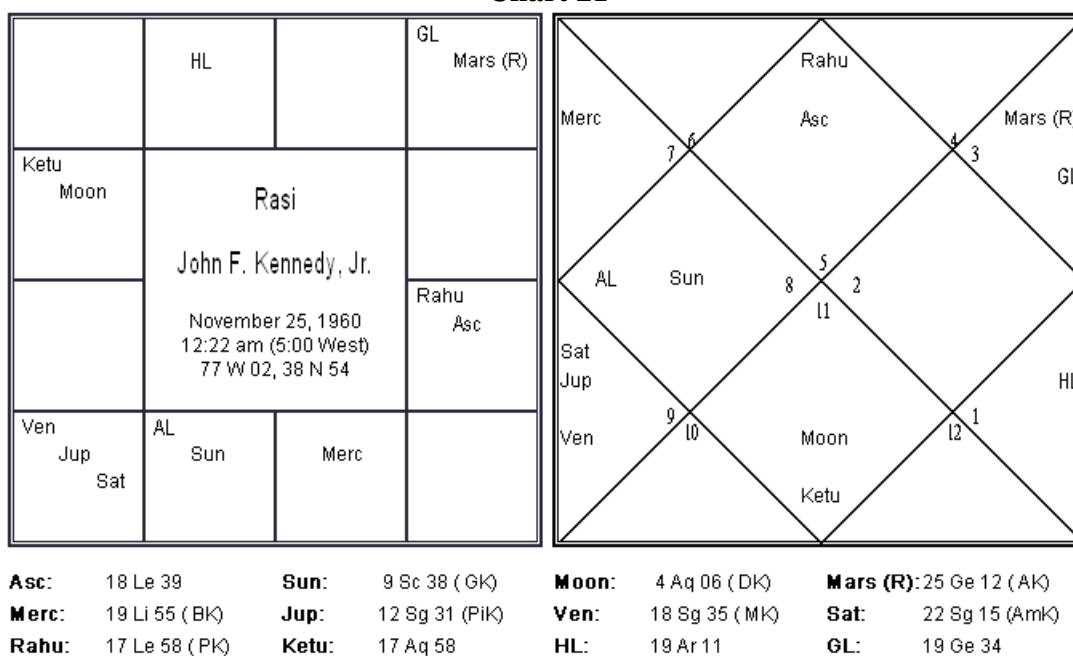 HL
GL
Mars (R)
Ketu
Moon
Rasi
John F. Kennedy, Jr.
November 25, 1960
12:22 am (5:00 West)
77 W 02, 38 N 54
Rahu
Asc
Ven
Jup
Sat
AL
Sun
Merc
Rahu
Asc
Merc
Mars (R)
GL
6
7
4
3
5
8
2
11
AL
Sun
Sat
Jup
Ven
HL
9
10
12
1
Moon
Ketu
Asc: 18 Le 39 Sun: 9 Sc 38 (GK) Moon: 4 Aq 06 (DK) Mars (R): 25 Ge 12 (AK)
Merc: 19 Li 55 (BK) Jup: 12 Sg 31 (PiK) Ven: 18 Sg 35 (MK) Sat: 22 Sg 15 (AmK)
Rahu: 17 Le 58 (PK) Ketu: 17 Aq 58 HL: 19 Ar 11 GL: 19 Ge 34